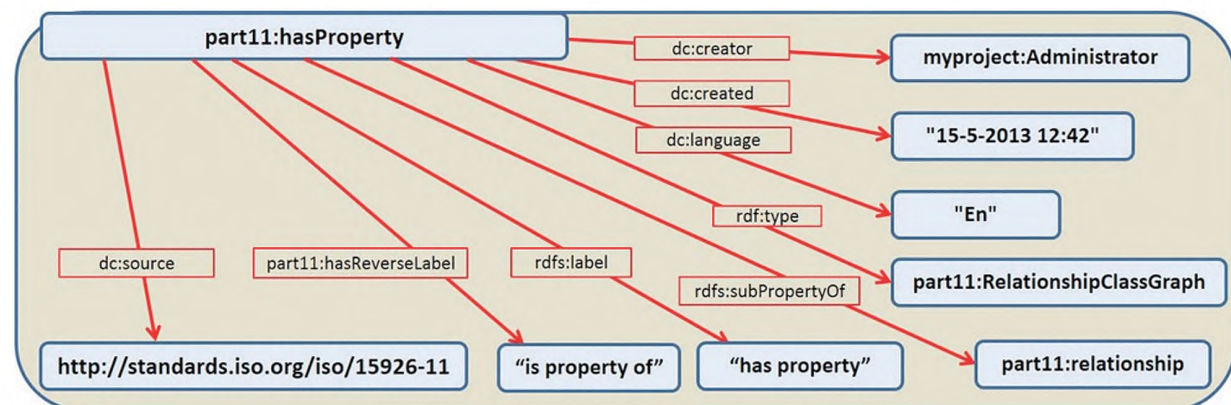 part11:hasProperty
dc:creator
myproject:Administrator
dc:created
"15-5-2013 12:42"
dc:language
"En"
rdf:type
part11:RelationshipClassGraph
dc:source
part11:hasReverseLabel
rdfs:label
rdfs:subPropertyOf
http://standards.iso.org/iso/15926-11
“is property of”
“has property”
part11:relationship